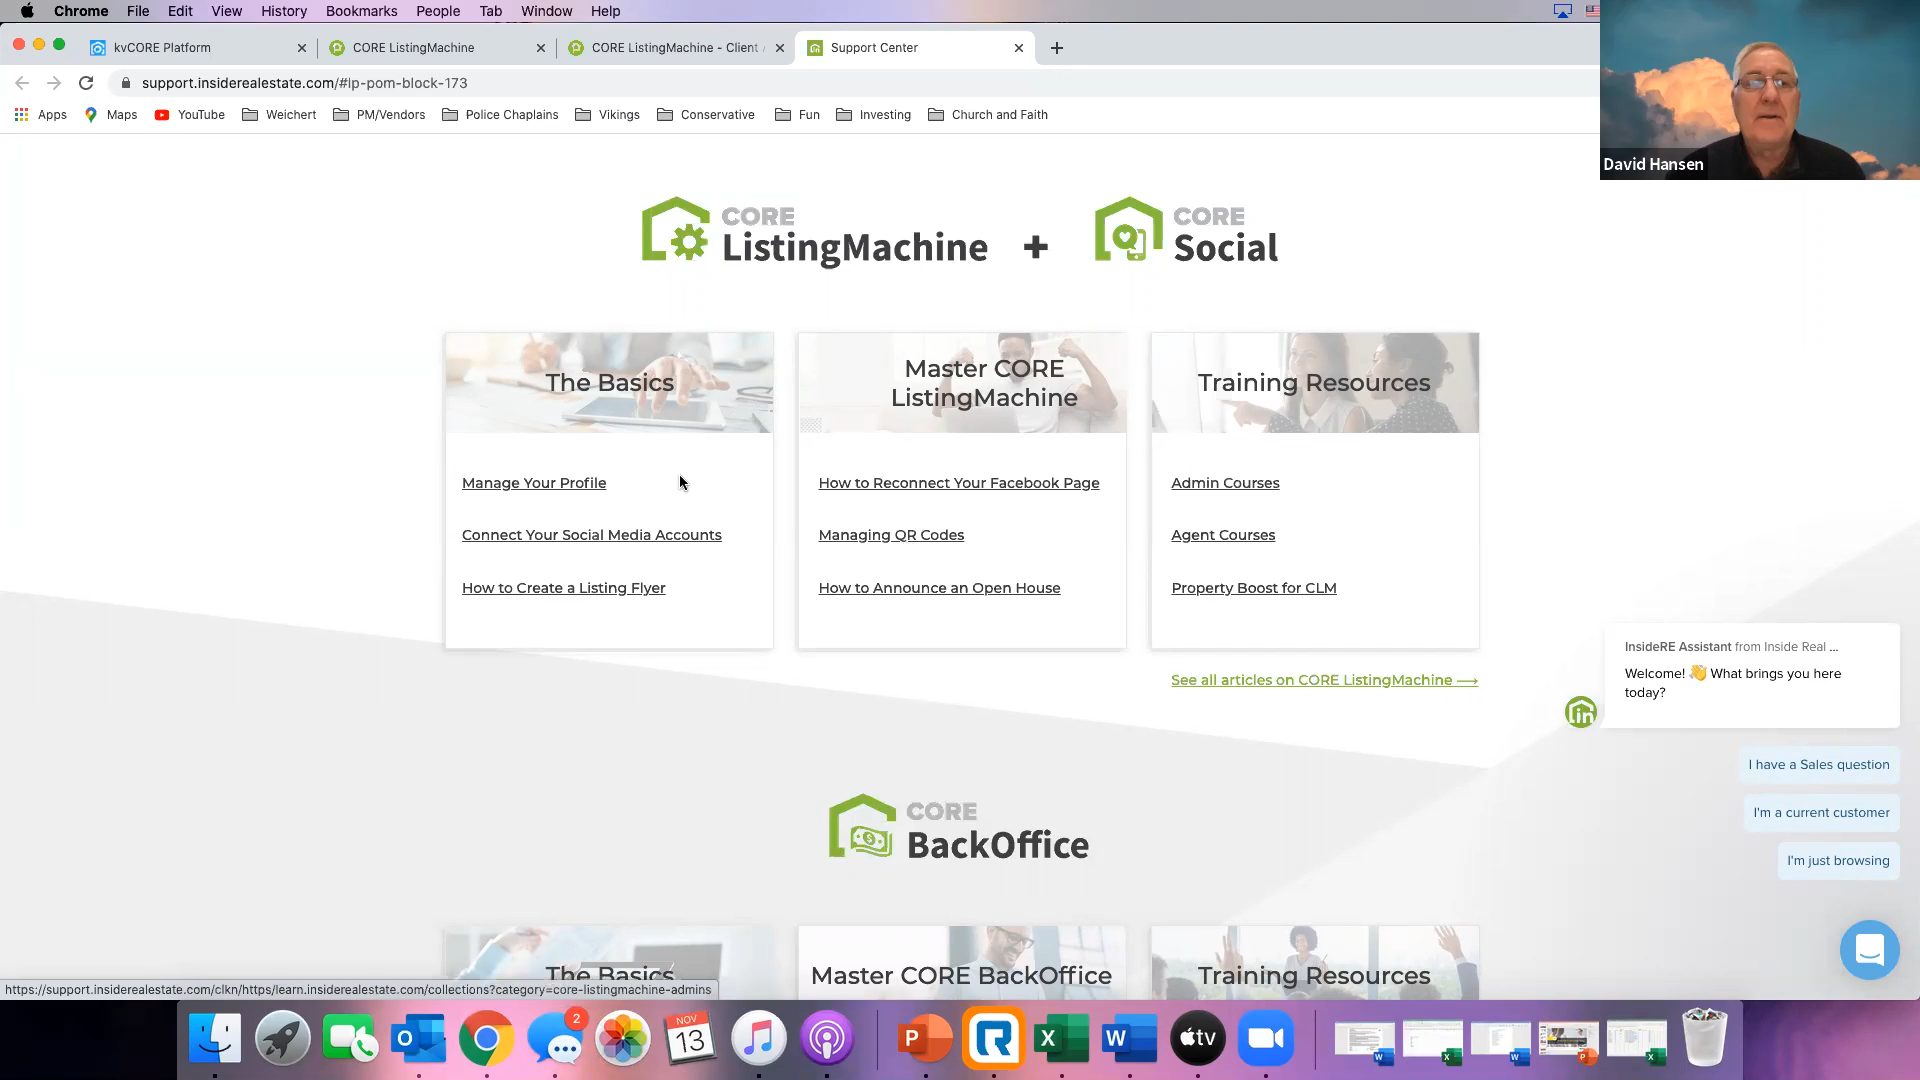 Chrome File Edit View History Bookmarks People Tab Window Help
kvCORE Platform
CORE ListingMachine
CORE ListingMachine - Client
Support Center
support.insiderealestate.com/#lp-pom-block-173
Apps Maps YouTube Weichert PM/Vendors Police Chaplains Vikings Conservative Fun Investing Church and Faith
David Hansen
CORE
ListingMachine
+
CORE
Social
The Basics
Manage Your Profile
Connect Your Social Media Accounts
How to Create a Listing Flyer
Master CORE
ListingMachine
How to Reconnect Your Facebook Page
Managing QR Codes
How to Announce an Open House
Training Resources
Admin Courses
Agent Courses
Property Boost for CLM
See all articles on CORE ListingMachine ⟶
InsideRE Assistant from Inside Real ...
Welcome! 👋 What brings you here
today?
in
I have a Sales question
I'm a current customer
I'm just browsing
CORE
BackOffice
The Basics
Master CORE BackOffice
Training Resources
https://support.insiderealestate.com/clkn/https/learn.insiderealestate.com/collections?category=core-listingmachine-admins
2
NOV
13
P
R
X
W
tv